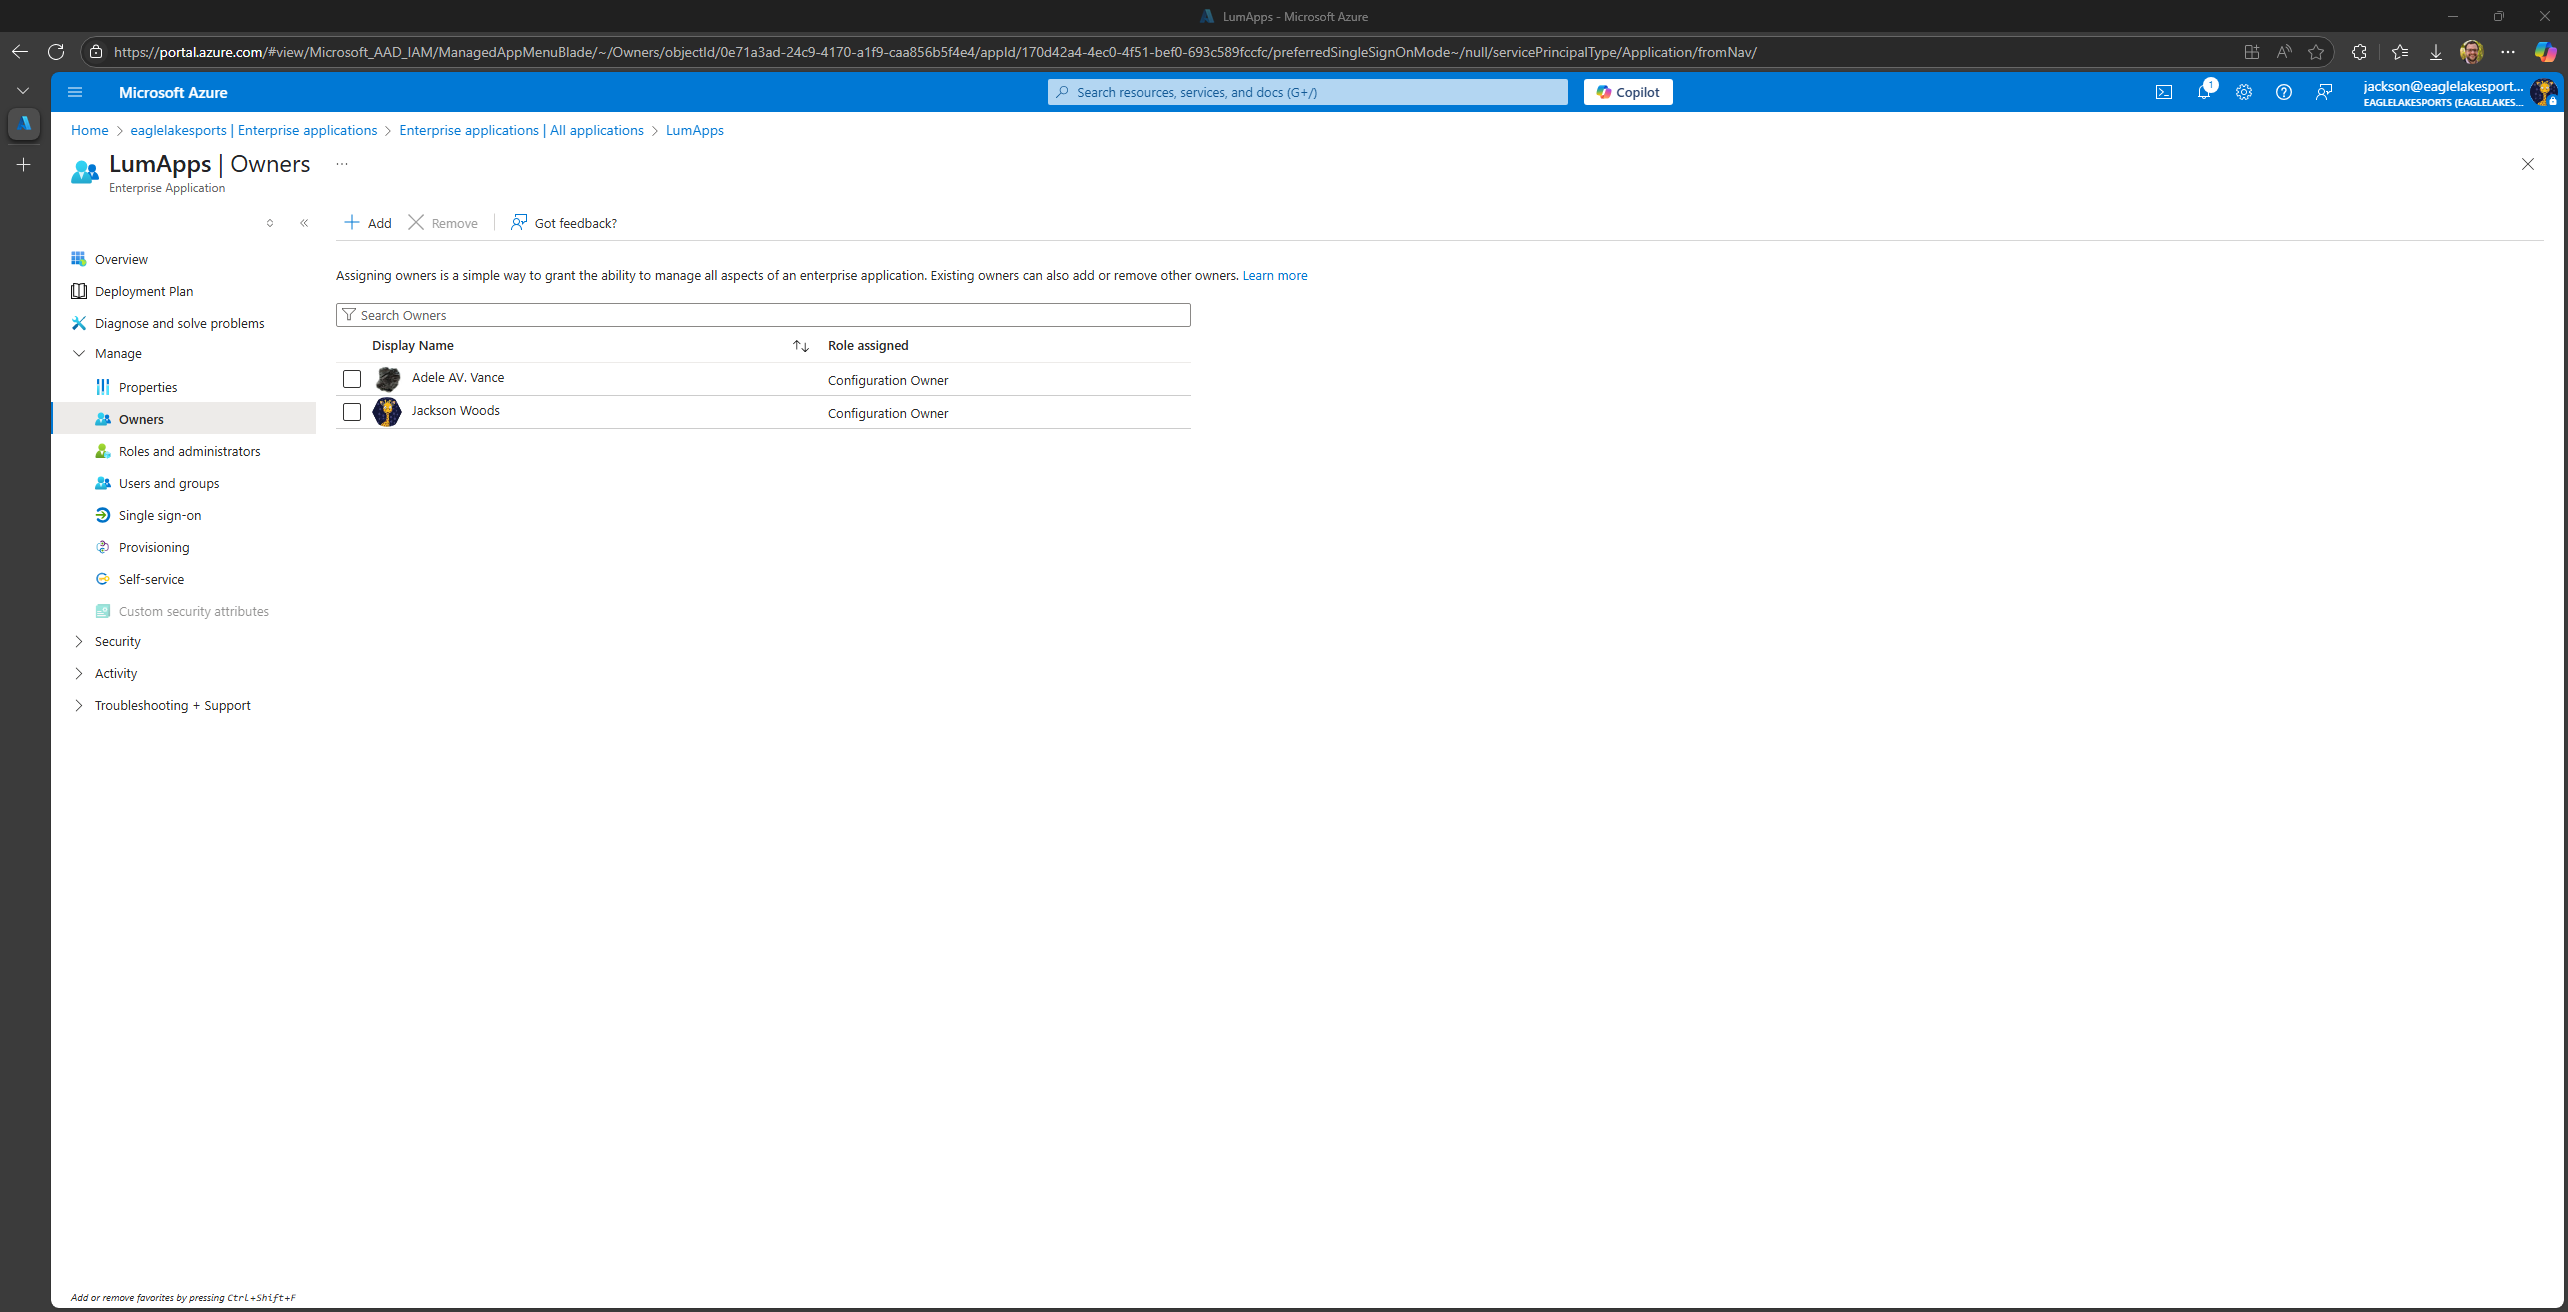 LumApps - Microsoft Azure
https://portal.azure.com/#view/Microsoft_AAD_IAM/ManagedAppMenuBlade/~/Owners/objectId/0e71a3ad-24c9-4170-a1f9-caa856b5f4e4/appId/170d42a4-4ec0-4f51-bef0-693c589fccfc/preferredSingleSignOnMode~/null/servicePrincipalType/Application/fromNav/
Microsoft Azure
Search resources, services, and docs (G+/)
Copilot
1
jackson@eaglelakesport...
EAGLELAKESPORTS (EAGLELAKES...
Home > eaglelakesports | Enterprise applications > Enterprise applications | All applications > LumApps
LumApps | Owners ...
Enterprise Application
Add Remove Got feedback?
Overview
Deployment Plan
Diagnose and solve problems
Manage
Properties
Owners
Roles and administrators
Users and groups
Single sign-on
Provisioning
Self-service
Custom security attributes
Security
Activity
Troubleshooting + Support
Assigning owners is a simple way to grant the ability to manage all aspects of an enterprise application. Existing owners can also add or remove other owners. Learn more
Search Owners
Display Name Role assigned
Adele AV. Vance Configuration Owner
Jackson Woods Configuration Owner
Add or remove favorites by pressing Ctrl+Shift+F